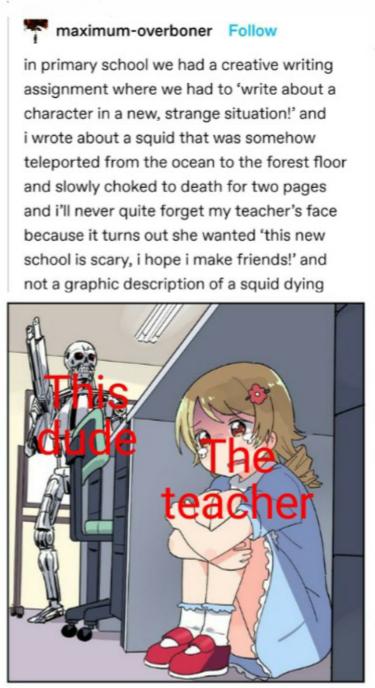 maximum-overboner Follow
in primary school we had a creative writing
assignment where we had to 'write about a
character in a new, strange situation!' and
i wrote about a squid that was somehow
teleported from the ocean to the forest floor
and slowly choked to death for two pages
and i'll never quite forget my teacher's face
because it turns out she wanted 'this new
school is scary, i hope i make friends!' and
not a graphic description of a squid dying
This
dude
The
teacher